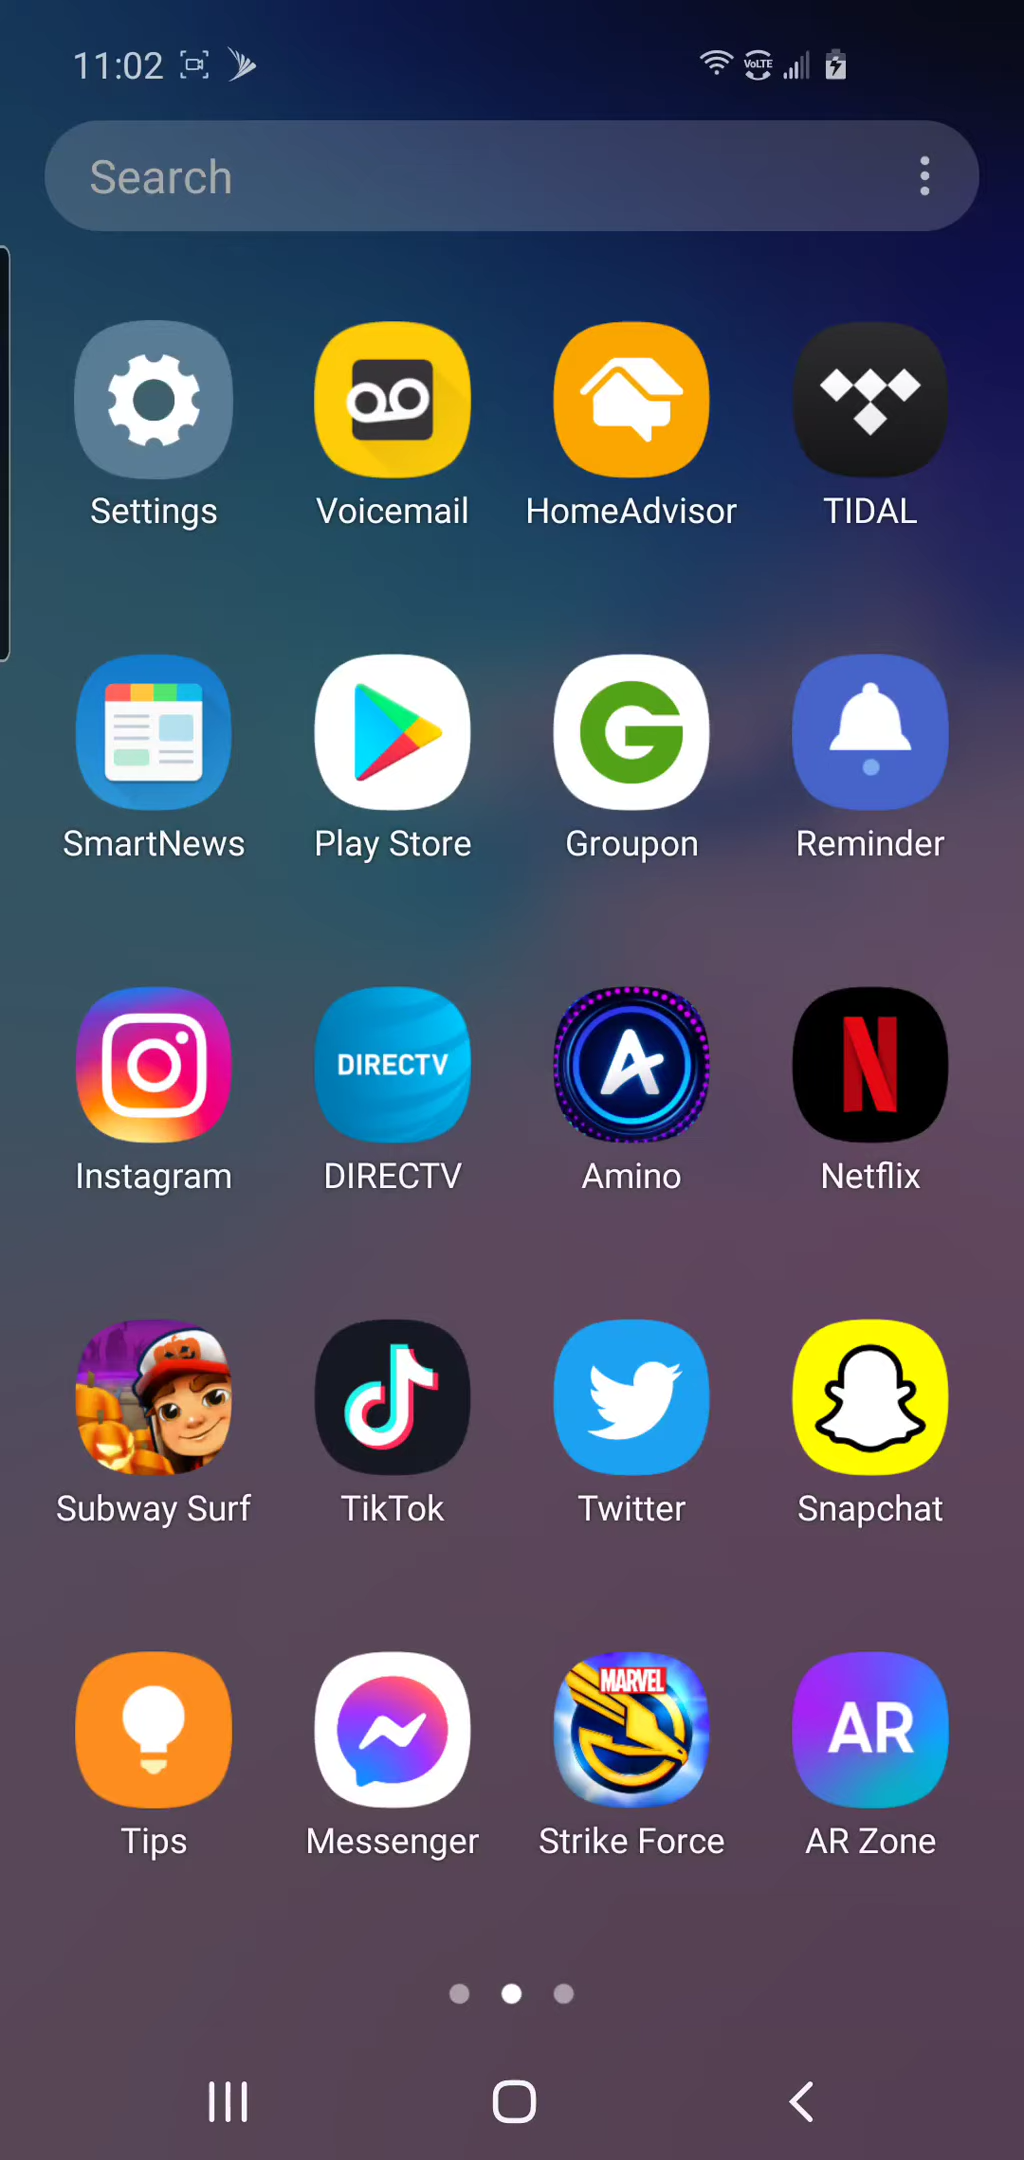 11:02 VoLTE
Search
Settings Voicemail HomeAdvisor TIDAL
SmartNews Play Store Groupon Reminder
DIRECTV
Instagram DIRECTV Amino Netflix
Subway Surf TikTok Twitter Snapchat
MARVEL
AR
Tips Messenger Strike Force AR Zone